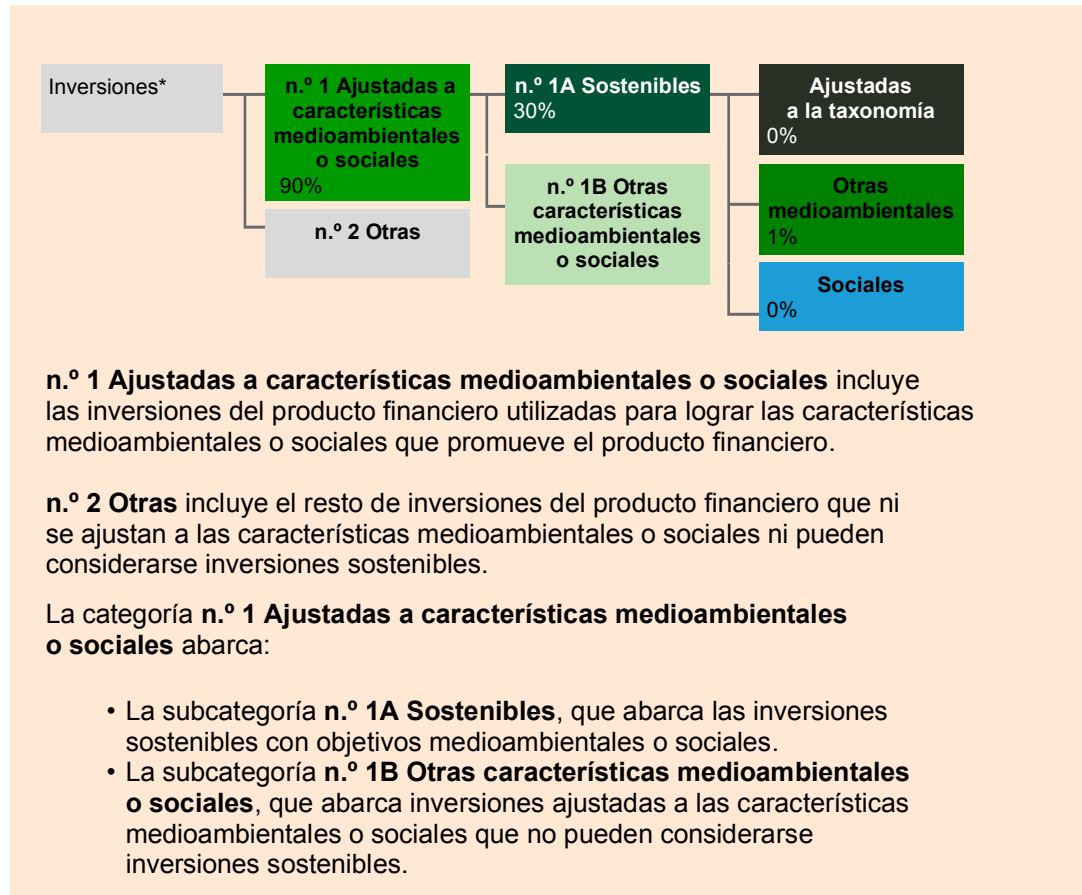 Inversiones*
n.º 1 Ajustadas a
características
medioambientales
o sociales
90%
n.º 2 Otras
n.º 1A Sostenibles
30%
n.º 1B Otras
características
medioambientales
o sociales
Ajustadas
a la taxonomía
0%
Otras
medioambientales
1%
Sociales
0%
n.º 1 Ajustadas a características medioambientales o sociales incluye
las inversiones del producto financiero utilizadas para lograr las características
medioambientales o sociales que promueve el producto financiero.
n.º 2 Otras incluye el resto de inversiones del producto financiero que ni
se ajustan a las características medioambientales o sociales ni pueden
considerarse inversiones sostenibles.
La categoría n.º 1 Ajustadas a características medioambientales
o sociales abarca:
• La subcategoría n.º 1A Sostenibles, que abarca las inversiones
sostenibles con objetivos medioambientales o sociales.
• La subcategoría n.º 1B Otras características medioambientales
o sociales, que abarca inversiones ajustadas a las características
medioambientales o sociales que no pueden considerarse
inversiones sostenibles.